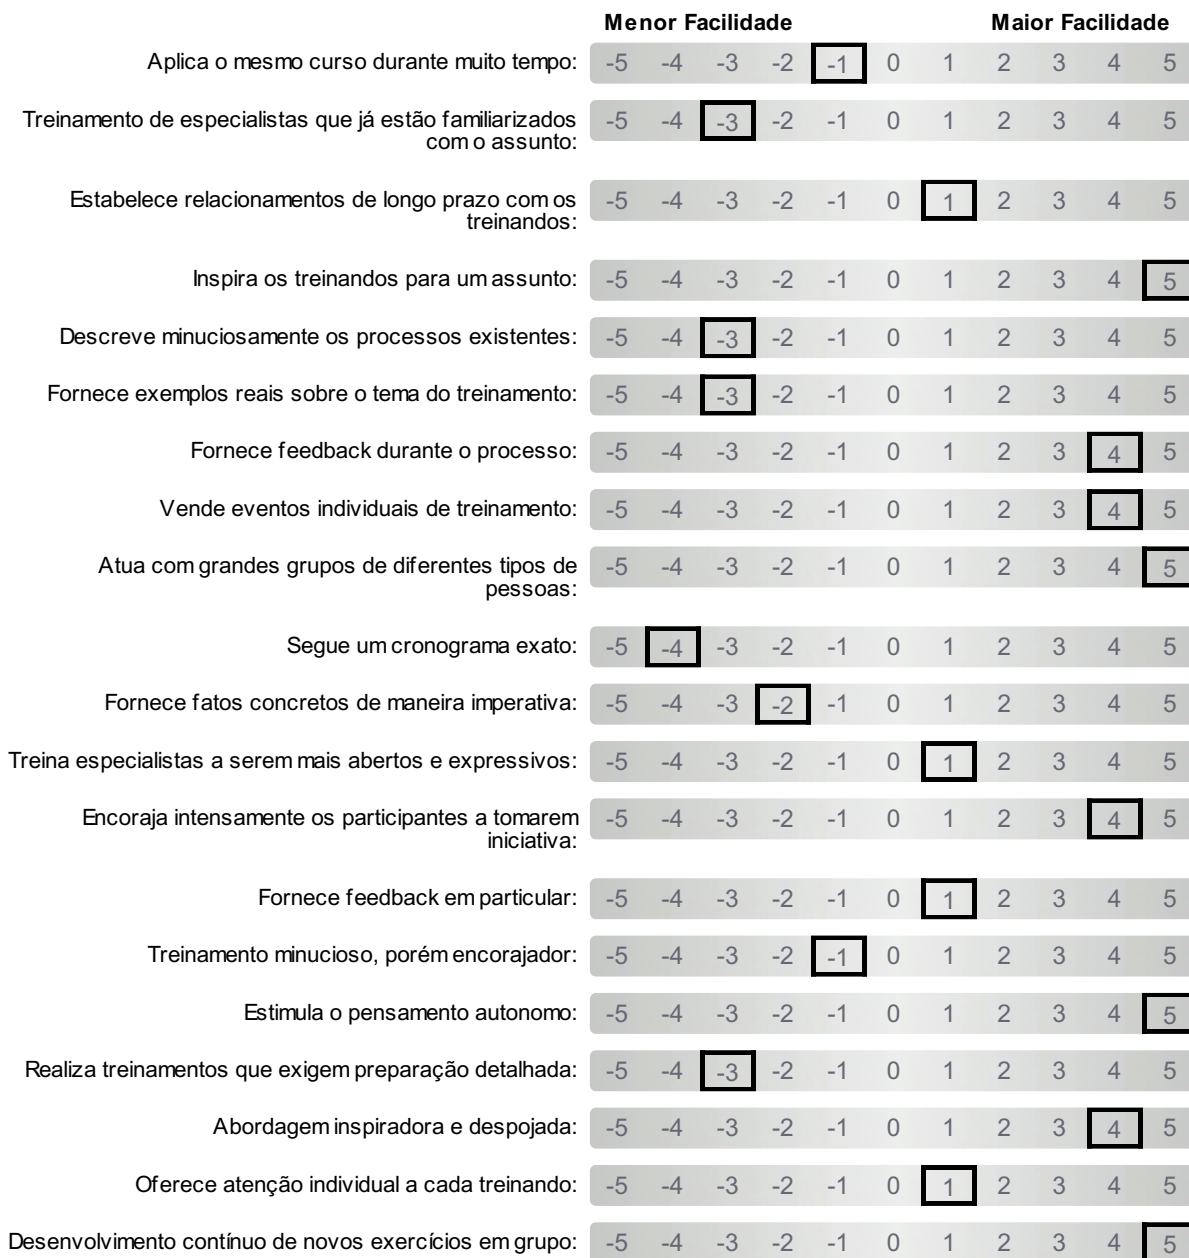 Menor Facilidade Maior Facilidade
Aplica o mesmo curso durante muito tempo: -5 -4 -3 -2 -1 0 1 2 3 4 5
Treinamento de especialistas que já estão familiarizados
com o assunto: -5 -4 -3 -2 -1 0 1 2 3 4 5
Estabelece relacionamentos de longo prazo com os
treinandos: -5 -4 -3 -2 -1 0 1 2 3 4 5
Inspira os treinandos para um assunto: -5 -4 -3 -2 -1 0 1 2 3 4 5
Descreve minuciosamente os processos existentes: -5 -4 -3 -2 -1 0 1 2 3 4 5
Fornece exemplos reais sobre o tema do treinamento: -5 -4 -3 -2 -1 0 1 2 3 4 5
Fornece feedback durante o processo: -5 -4 -3 -2 -1 0 1 2 3 4 5
Vende eventos individuais de treinamento: -5 -4 -3 -2 -1 0 1 2 3 4 5
Atua com grandes grupos de diferentes tipos de
pessoas: -5 -4 -3 -2 -1 0 1 2 3 4 5
Segue um cronograma exato: -5 -4 -3 -2 -1 0 1 2 3 4 5
Fornece fatos concretos de maneira imperativa: -5 -4 -3 -2 -1 0 1 2 3 4 5
Treina especialistas a serem mais abertos e expressivos: -5 -4 -3 -2 -1 0 1 2 3 4 5
Encoraja intensamente os participantes a tomarem
iniciativa: -5 -4 -3 -2 -1 0 1 2 3 4 5
Fornece feedback em particular: -5 -4 -3 -2 -1 0 1 2 3 4 5
Treinamento minucioso, porém encorajador: -5 -4 -3 -2 -1 0 1 2 3 4 5
Estimula o pensamento autonomo: -5 -4 -3 -2 -1 0 1 2 3 4 5
Realiza treinamentos que exigem preparação detalhada: -5 -4 -3 -2 -1 0 1 2 3 4 5
Abordagem inspiradora e despojada: -5 -4 -3 -2 -1 0 1 2 3 4 5
Oferece atenção individual a cada treinando: -5 -4 -3 -2 -1 0 1 2 3 4 5
Desenvolvimento contínuo de novos exercícios em grupo: -5 -4 -3 -2 -1 0 1 2 3 4 5